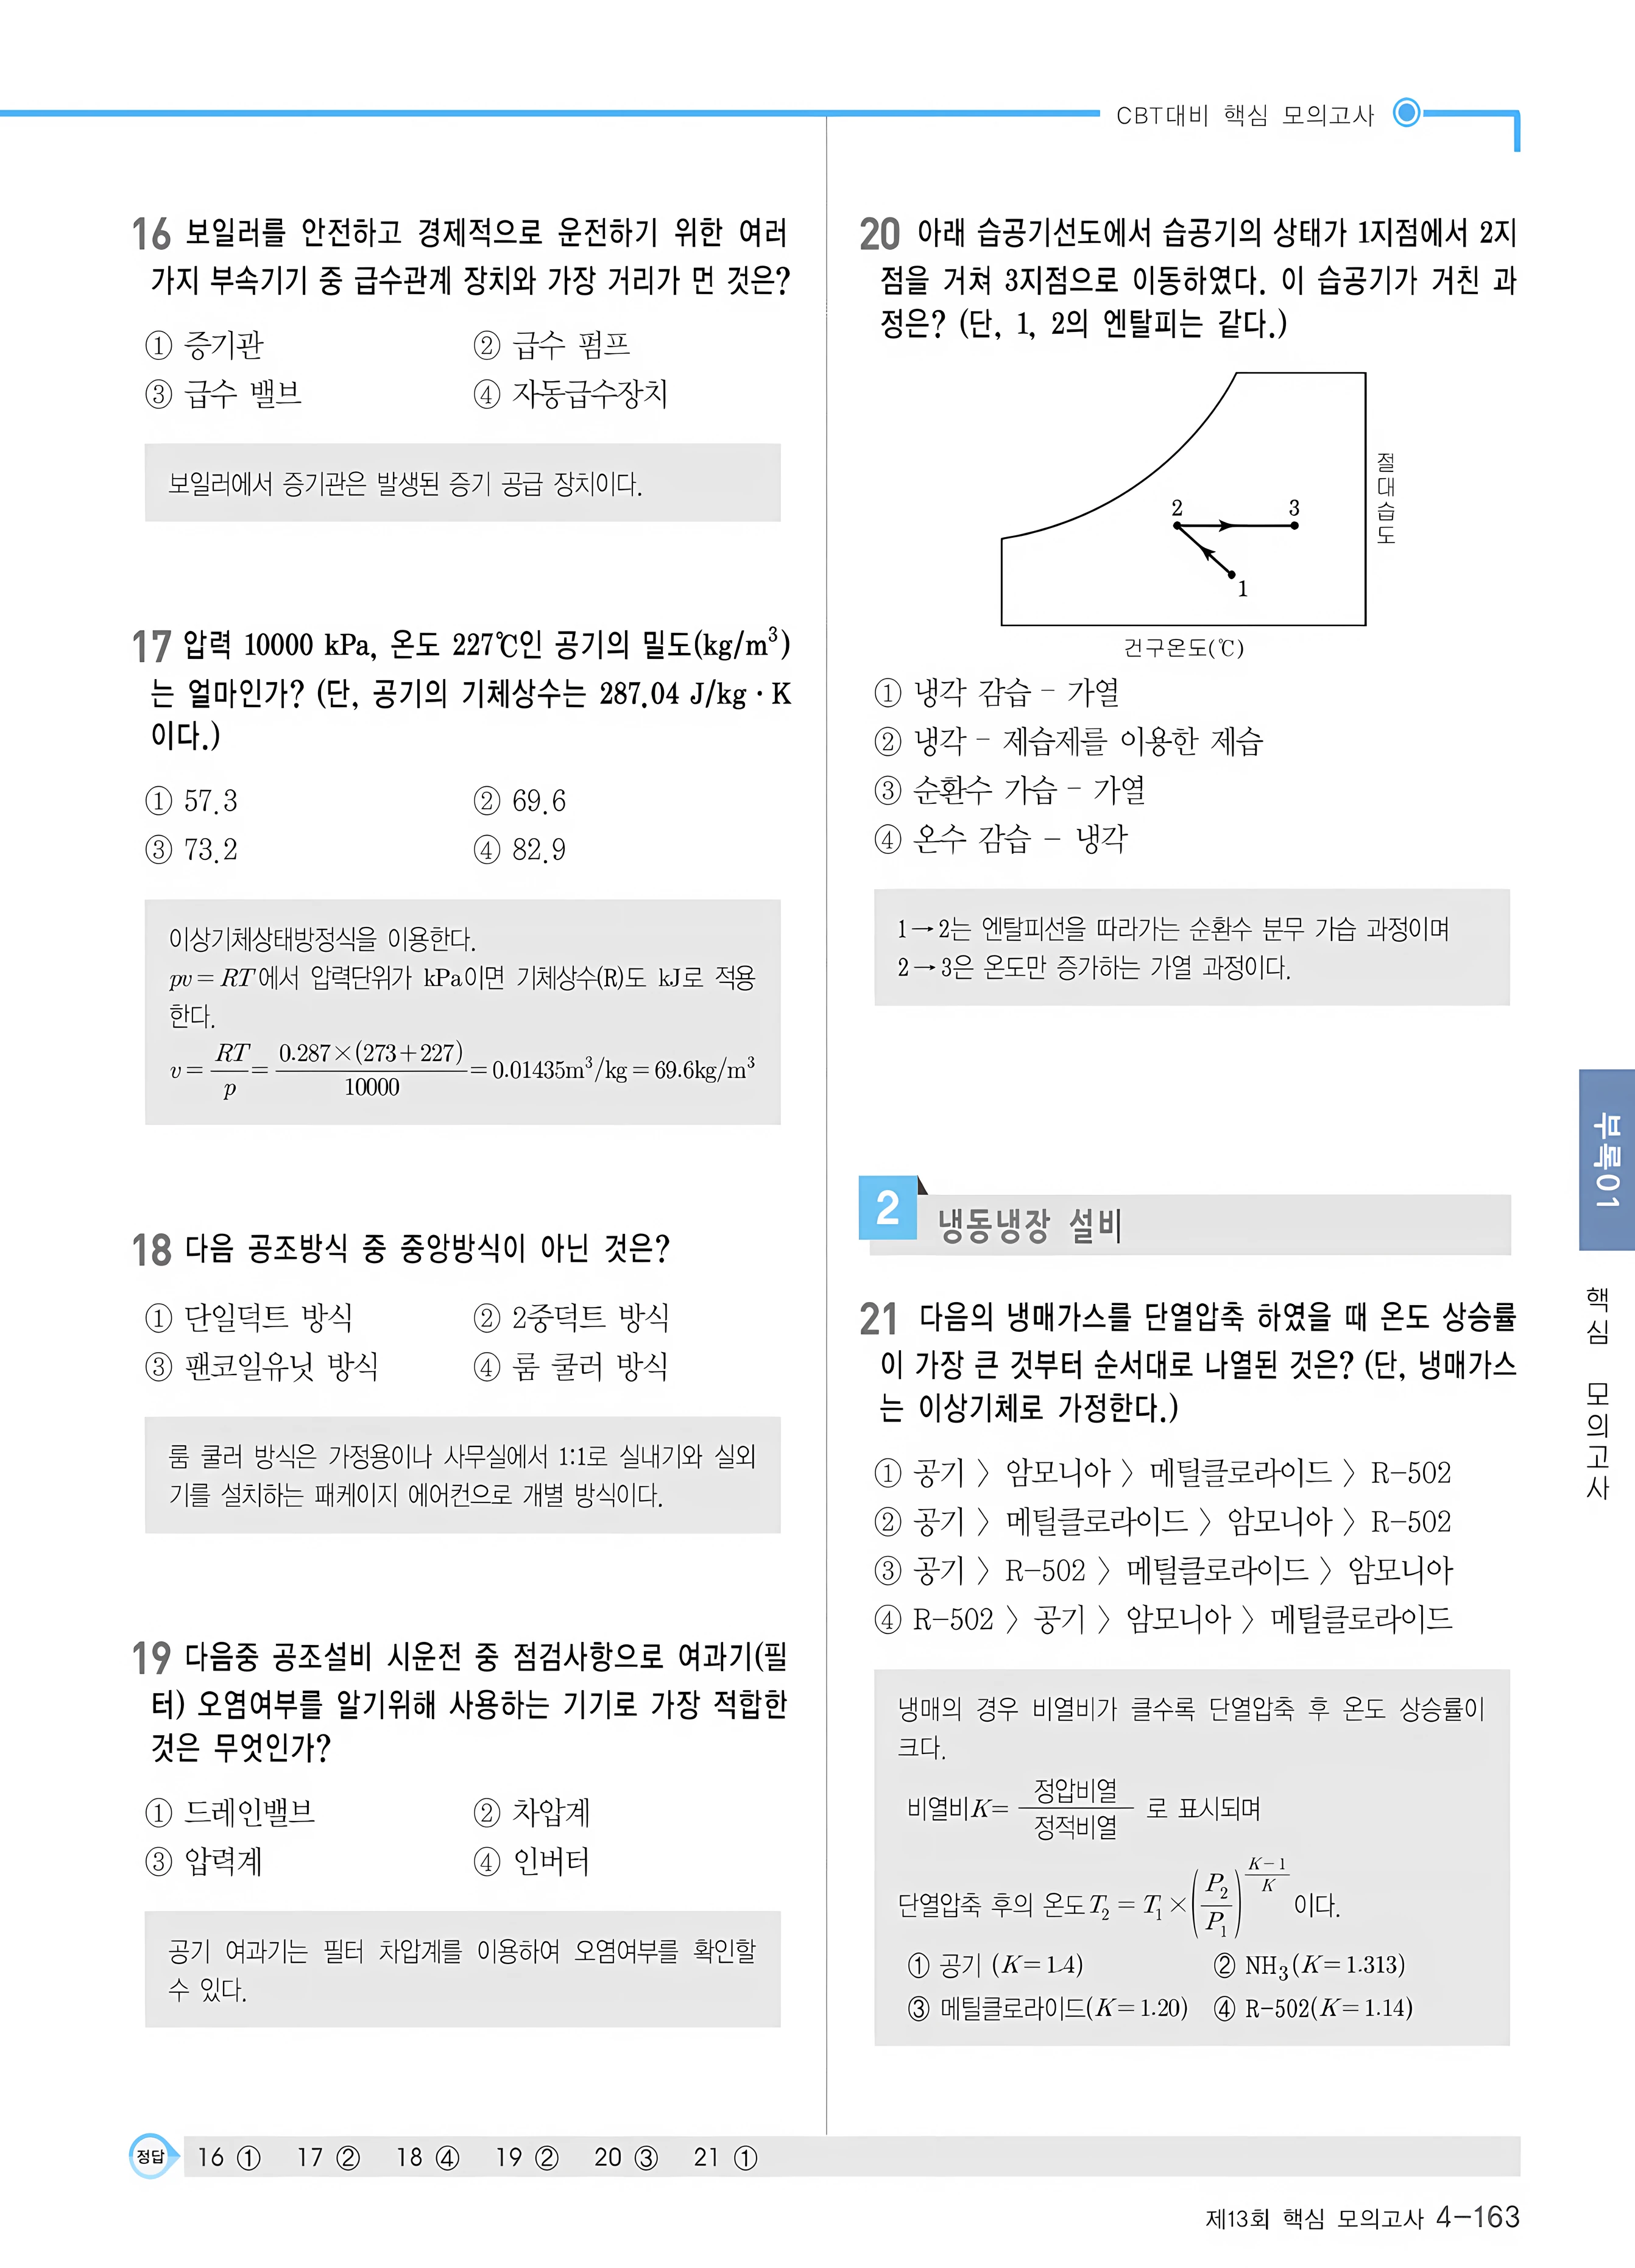 CBT대비 핵심 모의고사
16 보일러를 안전하고 경제적으로 운전하기 위한 여러
가지 부속기기 중 급수관계 장치와 가장 거리가 먼 것은?
① 증기관 ② 급수 펌프
③ 급수 밸브 ④ 자동급수장치
보일러에서 증기관은 발생된 증기 공급 장치이다.
17 압력 10000 kPa, 온도 227℃인 공기의 밀도(kg/m³)
는 얼마인가? (단, 공기의 기체상수는 287.04 J/kg·K
이다.)
① 57.3 ② 69.6
③ 73.2 ④ 82.9
이상기체상태방정식을 이용한다.
pv = RT에서 압력단위가 kPa이면 기체상수(R)도 kJ로 적용
한다.
v = RT/p = 0.287×(273+227)/10000 = 0.01435m³/kg = 69.6kg/m³
18 다음 공조방식 중 중앙방식이 아닌 것은?
① 단일덕트 방식 ② 2중덕트 방식
③ 팬코일유닛 방식 ④ 룸 쿨러 방식
룸 쿨러 방식은 가정용이나 사무실에서 1:1로 실내기와 실외
기를 설치하는 패케이지 에어컨으로 개별 방식이다.
19 다음중 공조설비 시운전 중 점검사항으로 여과기(필
터) 오염여부를 알기위해 사용하는 기기로 가장 적합한
것은 무엇인가?
① 드레인밸브 ② 차압계
③ 압력계 ④ 인버터
공기 여과기는 필터 차압계를 이용하여 오염여부를 확인할
수 있다.
20 아래 습공기선도에서 습공기의 상태가 1지점에서 2지
점을 거쳐 3지점으로 이동하였다. 이 습공기가 거친 과
정은? (단, 1, 2의 엔탈피는 같다.)
2 3
1
절대습도
건구온도(℃)
① 냉각 감습 - 가열
② 냉각 - 제습제를 이용한 제습
③ 순환수 가습 - 가열
④ 온수 감습 - 냉각
1→2는 엔탈피선을 따라가는 순환수 분무 가습 과정이며
2→3은 온도만 증가하는 가열 과정이다.
2 냉동냉장 설비
21 다음의 냉매가스를 단열압축 하였을 때 온도 상승률
이 가장 큰 것부터 순서대로 나열된 것은? (단, 냉매가스
는 이상기체로 가정한다.)
① 공기 〉 암모니아 〉 메틸클로라이드 〉 R-502
② 공기 〉 메틸클로라이드 〉 암모니아 〉 R-502
③ 공기 〉 R-502 〉 메틸클로라이드 〉 암모니아
④ R-502 〉 공기 〉 암모니아 〉 메틸클로라이드
냉매의 경우 비열비가 클수록 단열압축 후 온도 상승률이
크다.
비열비K= 정압비열/정적비열 로 표시되며
단열압축 후의 온도 T₂ = T₁ × (P₂/P₁)^((K-1)/K) 이다.
① 공기 (K=1.4) ② NH₃(K=1.313)
③ 메틸클로라이드(K=1.20) ④ R-502(K=1.14)
부록01
핵심 모의고사
정답 16 ① 17 ② 18 ④ 19 ② 20 ③ 21 ①
제13회 핵심 모의고사 4-163